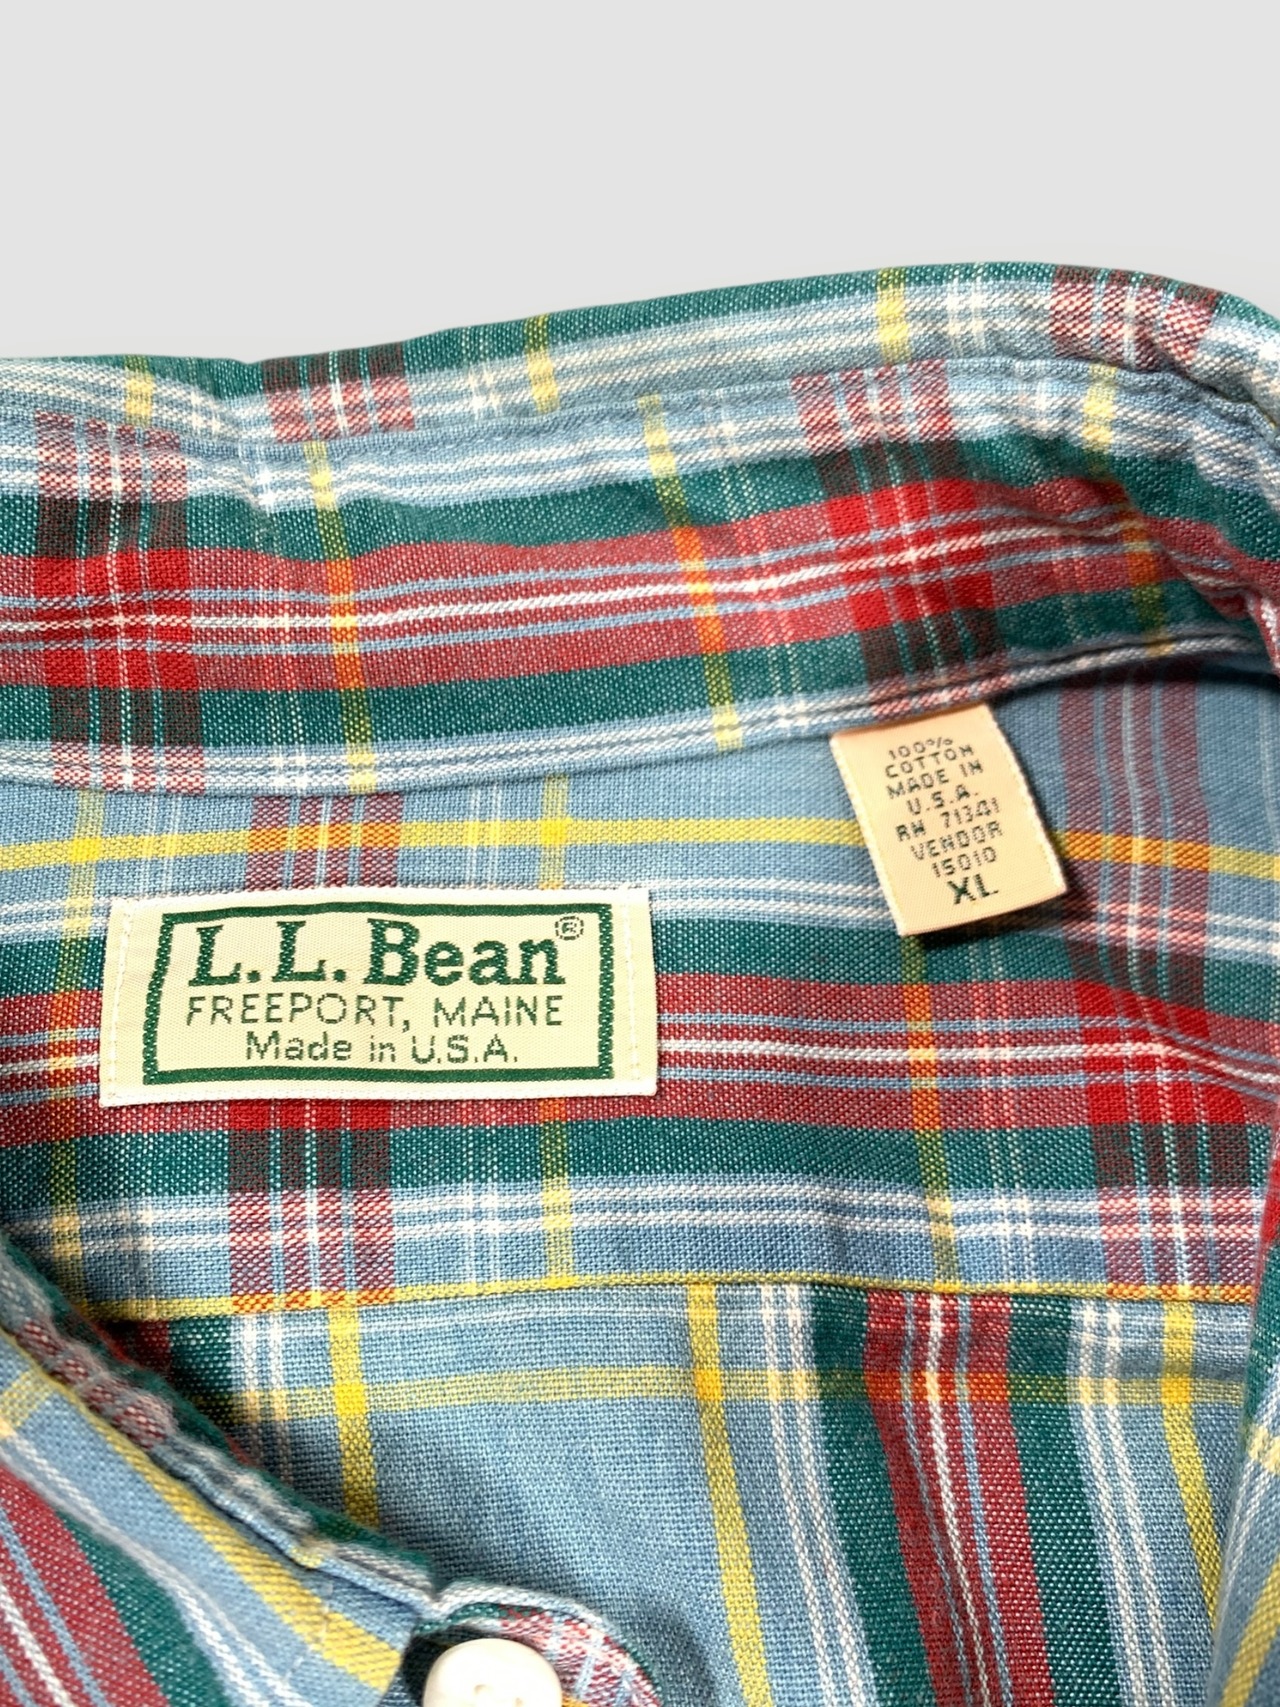 100%
COTTON
MADE IN
U.S.A.
RN 71341
VENDOR
15010
XL
L.L.Bean®
FREEPORT, MAINE
Made in U.S.A.